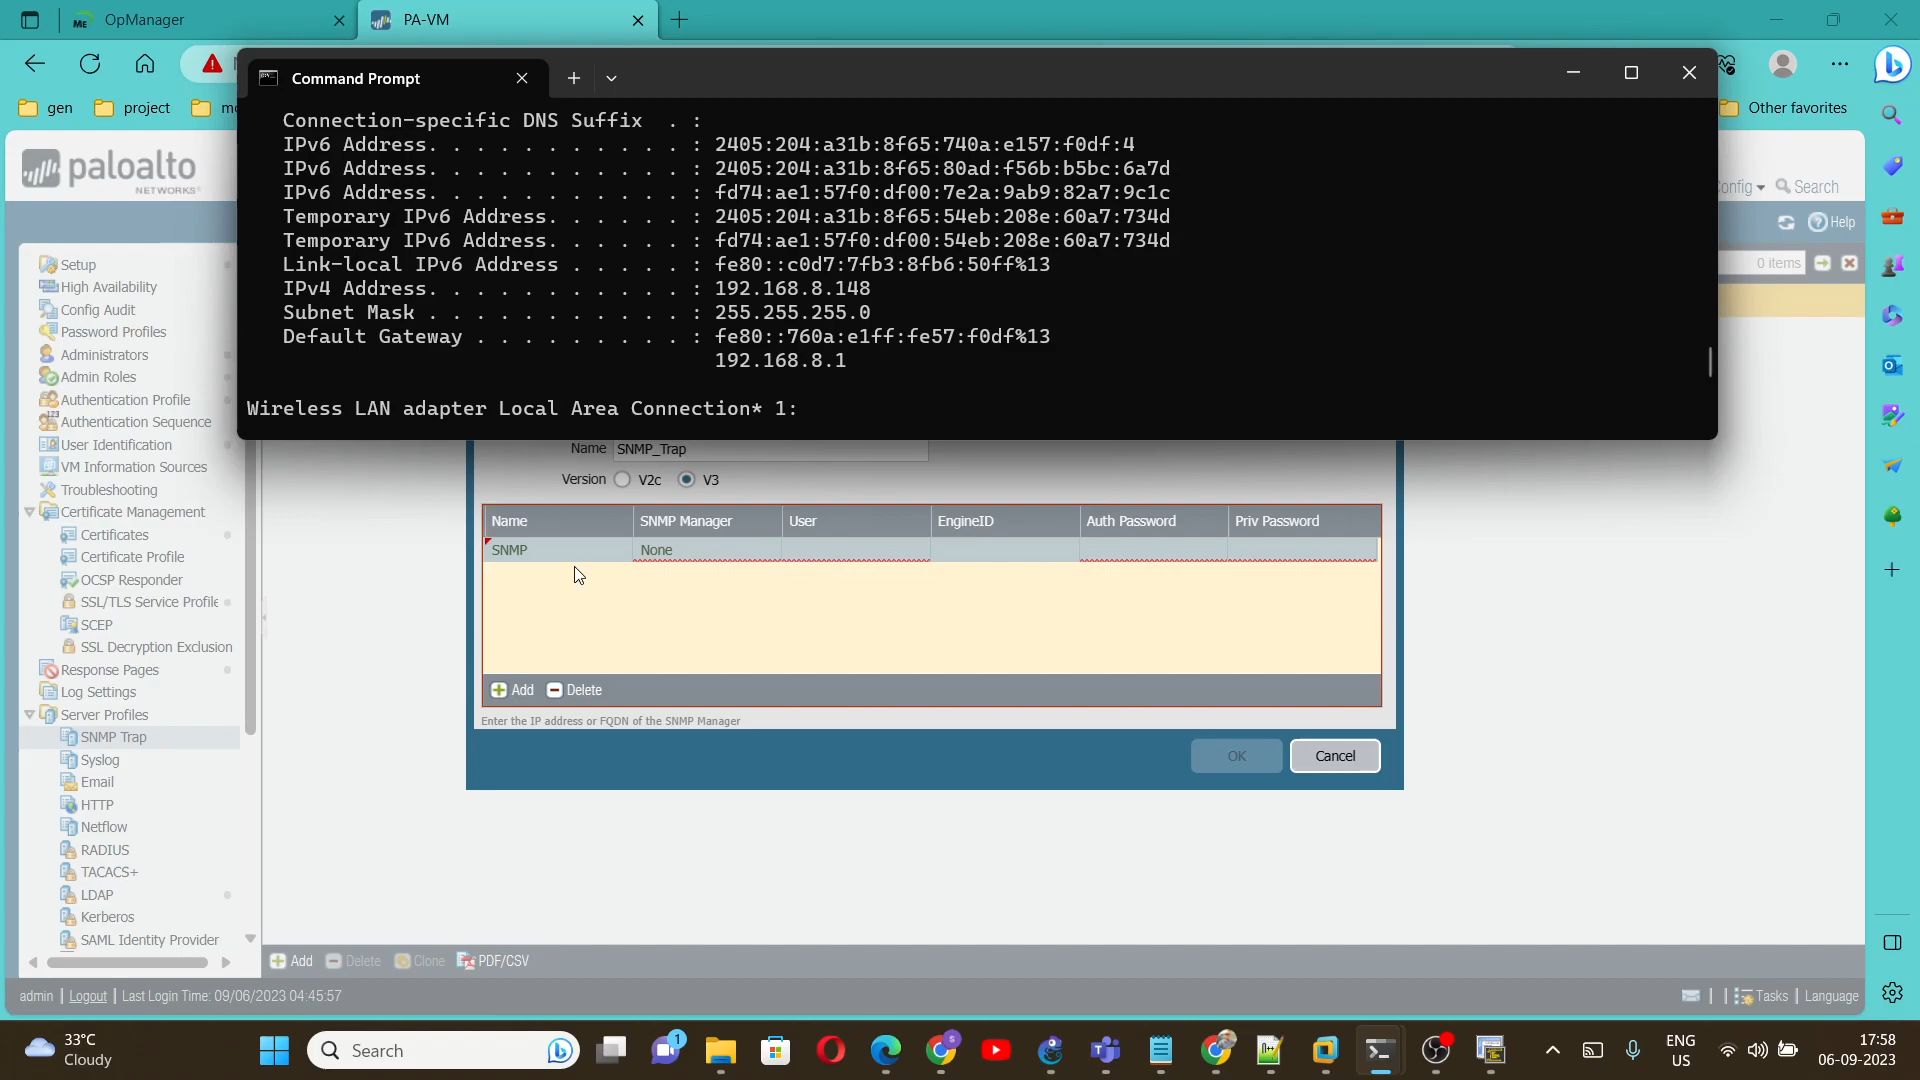 OpManager
PA-VM
gen
project
Other favorites
Command Prompt
Connection-specific DNS Suffix . :
IPv6 Address. . . . . . . . . . . : 2405:204:a31b:8f65:740a:e157:f0df:4
IPv6 Address. . . . . . . . . . . : 2405:204:a31b:8f65:80ad:f56b:b5bc:6a7d
IPv6 Address. . . . . . . . . . . : fd74:ae1:57f0:df00:7e2a:9ab9:82a7:9c1c
Temporary IPv6 Address. . . . . . : 2405:204:a31b:8f65:54eb:208e:60a7:734d
Temporary IPv6 Address. . . . . . : fd74:ae1:57f0:df00:54eb:208e:60a7:734d
Link-local IPv6 Address . . . . . : fe80::c0d7:7fb3:8fb6:50ff%13
IPv4 Address. . . . . . . . . . . : 192.168.8.148
Subnet Mask . . . . . . . . . . . : 255.255.255.0
Default Gateway . . . . . . . . . : fe80::760a:e1ff:fe57:f0df%13
192.168.8.1
Wireless LAN adapter Local Area Connection* 1:
paloalto
NETWORKS
Search
Help
0 items
Setup
High Availability
Config Audit
Password Profiles
Administrators
Admin Roles
Authentication Profile
Authentication Sequence
User Identification
VM Information Sources
Troubleshooting
Certificate Management
Certificates
Certificate Profile
OCSP Responder
SSL/TLS Service Profile
SCEP
SSL Decryption Exclusion
Response Pages
Log Settings
Server Profiles
SNMP Trap
Syslog
Email
HTTP
Netflow
RADIUS
TACACS+
LDAP
Kerberos
SAML Identity Provider
Name SNMP_Trap
Version V2c V3
Name SNMP Manager User EngineID Auth Password Priv Password
SNMP None
Add Delete
Enter the IP address or FQDN of the SNMP Manager
OK Cancel
Add Delete Clone PDF/CSV
admin | Logout | Last Login Time: 09/06/2023 04:45:57
Tasks | Language
33°C
Cloudy
Search
1
ENG
US
17:58
06-09-2023